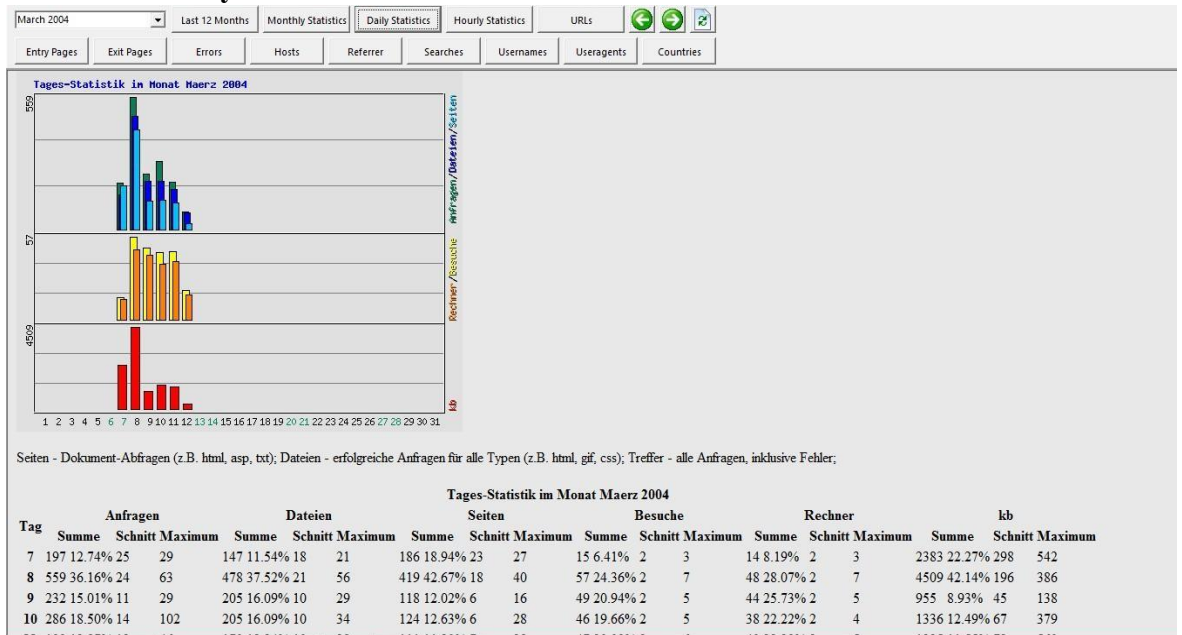 March 2004 Last 12 Months Monthly Statistics Daily Statistics Hourly Statistics URLs
Entry Pages Exit Pages Errors Hosts Referrer Searches Usernames Useragents Countries
Tages-Statistik im Monat Maerz 2004
559
Anfragen/Dateien/Seiten
57
Rechner/Besuche
4509
kb
1 2 3 4 5 6 7 8 9 10 11 12 13 14 15 16 17 18 19 20 21 22 23 24 25 26 27 28 29 30 31
Seiten - Dokument-Abfragen (z.B. html, asp, txt); Dateien - erfolgreiche Anfragen für alle Typen (z.B. html, gif, css); Treffer - alle Anfragen, inklusive Fehler;
Tages-Statistik im Monat Maerz 2004
Tag Anfragen Dateien Seiten Besuche Rechner kb
Summe Schnitt Maximum Summe Schnitt Maximum Summe Schnitt Maximum Summe Schnitt Maximum Summe Schnitt Maximum Summe Schnitt Maximum
7 197 12.74% 25 29 147 11.54% 18 21 186 18.94% 23 27 15 6.41% 2 3 14 8.19% 2 3 2383 22.27% 298 542
8 559 36.16% 24 63 478 37.52% 21 56 419 42.67% 18 40 57 24.36% 2 7 48 28.07% 2 7 4509 42.14% 196 386
9 232 15.01% 11 29 205 16.09% 10 29 118 12.02% 6 16 49 20.94% 2 5 44 25.73% 2 5 955 8.93% 45 138
10 286 18.50% 14 102 205 16.09% 10 34 124 12.63% 6 28 46 19.66% 2 5 38 22.22% 2 4 1336 12.49% 67 379